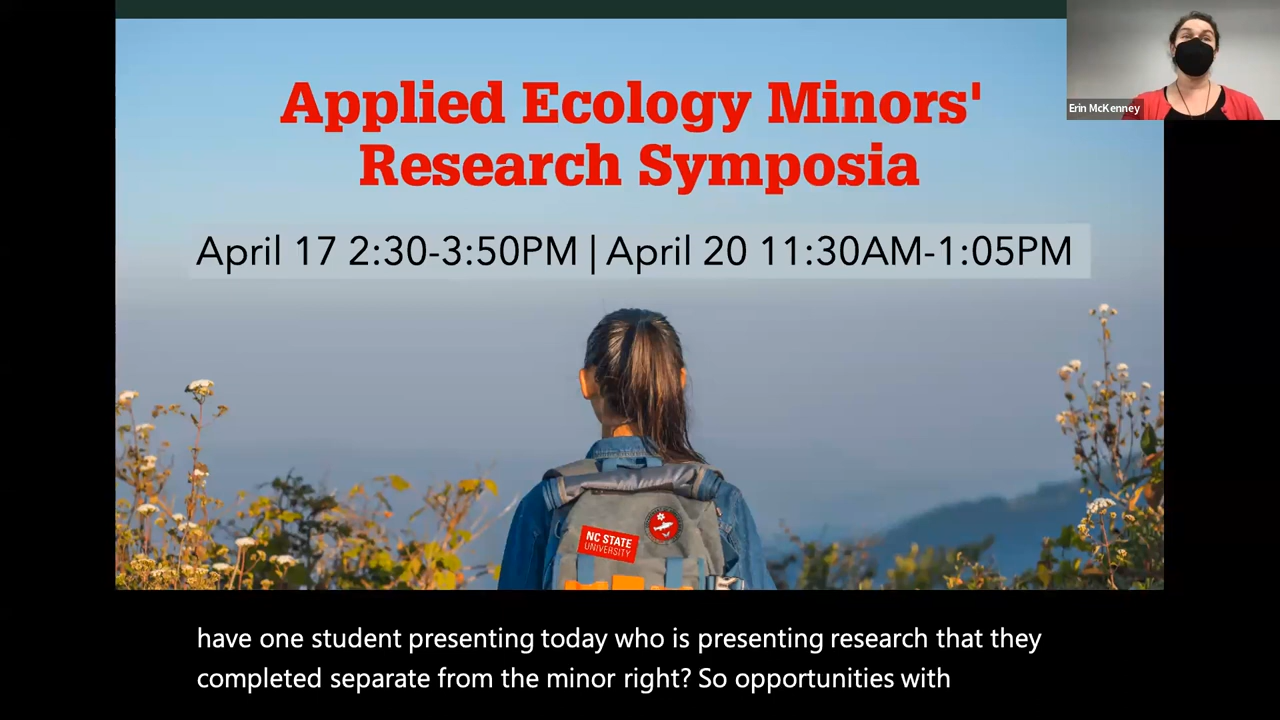 Applied Ecology Minors'
Research Symposia
Erin McKenney
April 17 2:30-3:50PM | April 20 11:30AM-1:05PM
NC STATE
UNIVERSITY
have one student presenting today who is presenting research that they
completed separate from the minor right? So opportunities with